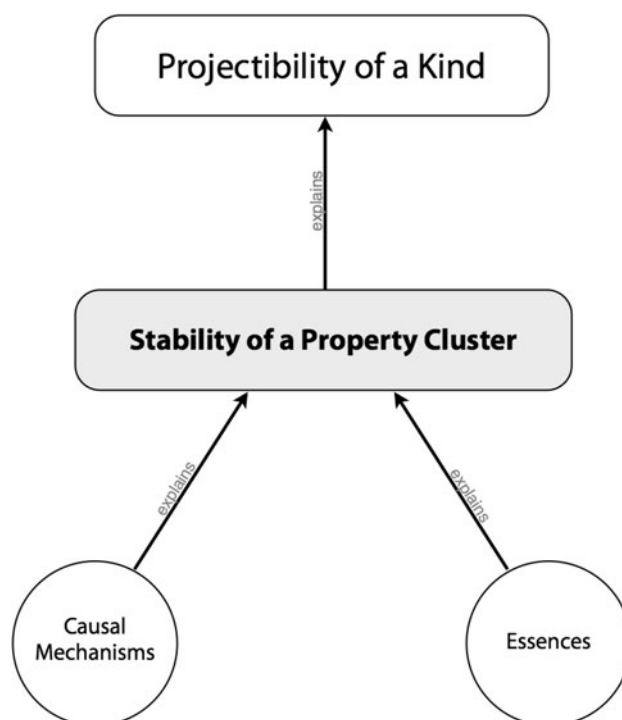 Projectibility of a Kind
explains
Stability of a Property Cluster
explains
explains
Causal
Mechanisms
Essences